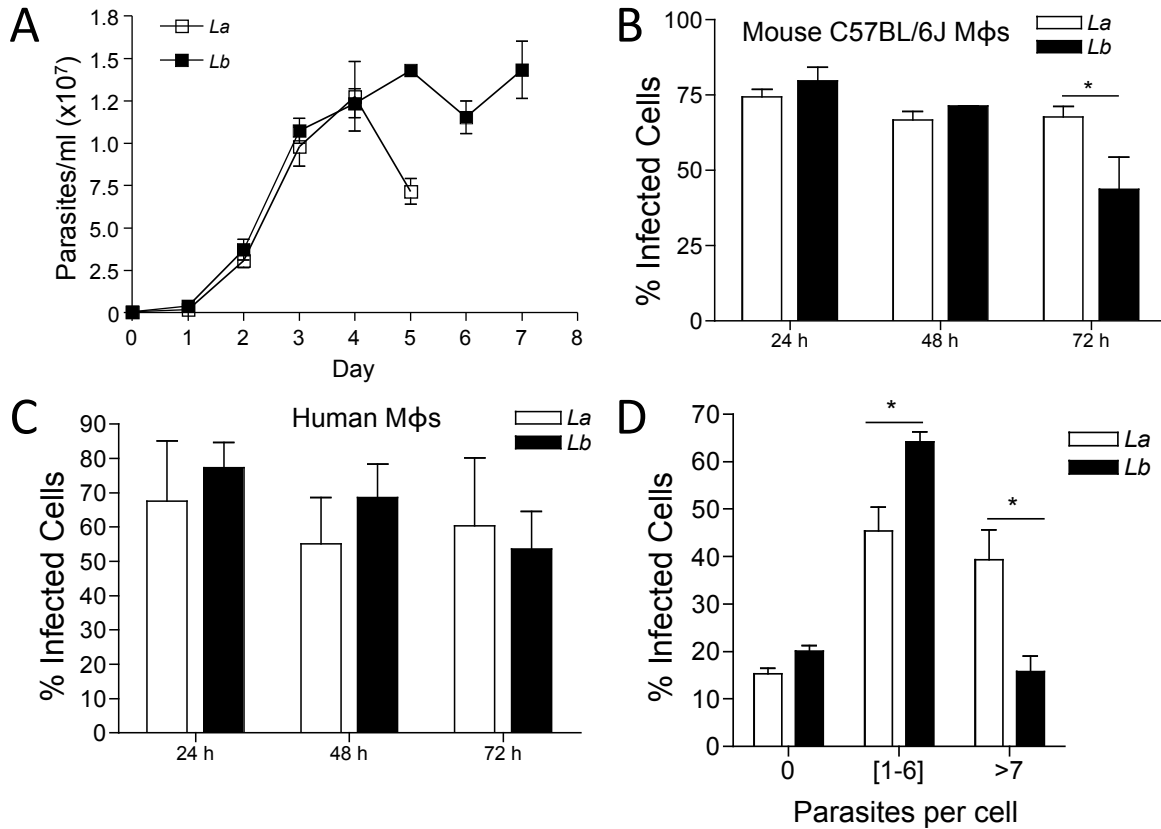 A
La
Lb
Parasites/ml (x10⁷)
1.8
1.5
1.2
7.5
5.0
2.5
0
0 1 2 3 4 5 6 7 8
Day
B
Mouse C57BL/6J Mϕs
La
Lb
% Infected Cells
100
75
50
25
0
*
24 h 48 h 72 h
C
Human Mϕs
La
Lb
% Infected Cells
90
80
70
60
50
40
30
20
10
0
24 h 48 h 72 h
D
La
Lb
% Infected Cells
70
60
50
40
30
20
10
0
*
*
0 [1-6] >7
Parasites per cell